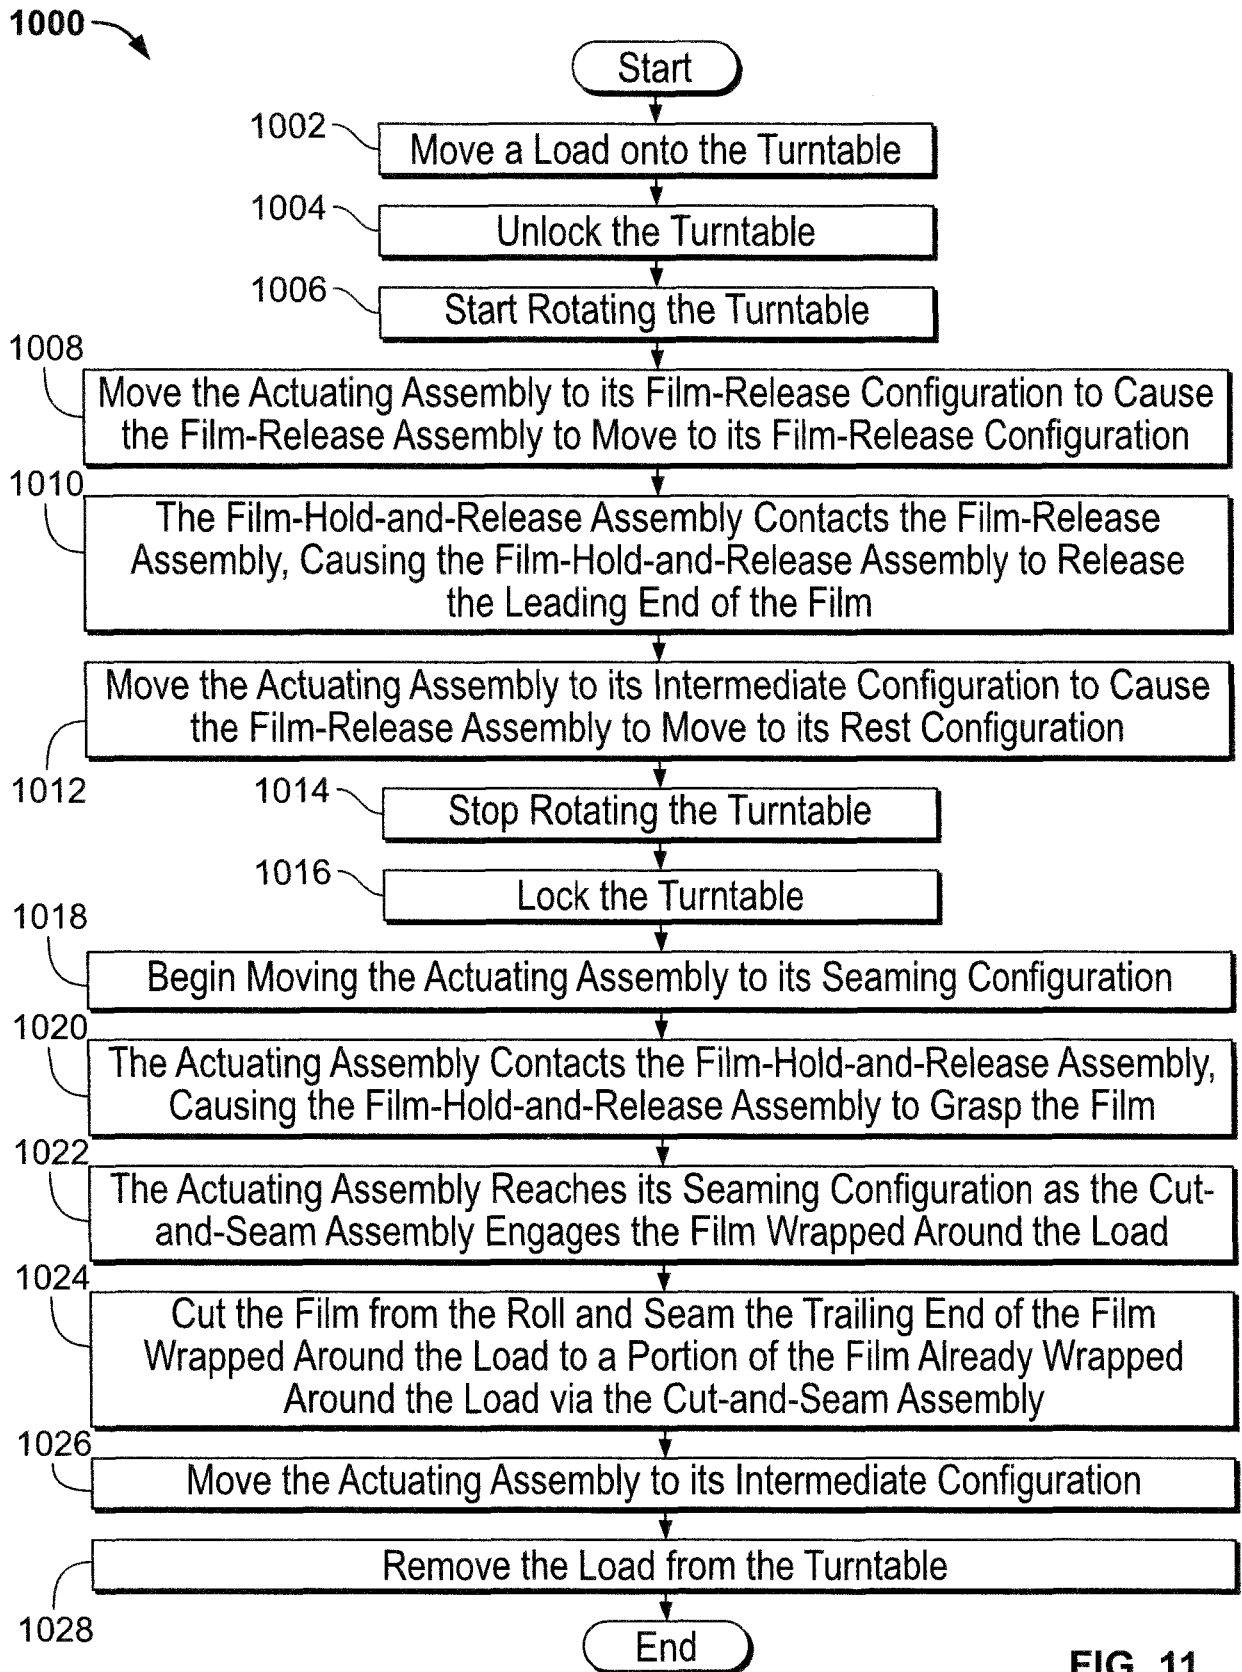 1000
Start
1002
Move a Load onto the Turntable
1004
Unlock the Turntable
1006
Start Rotating the Turntable
1008
Move the Actuating Assembly to its Film-Release Configuration to Cause
the Film-Release Assembly to Move to its Film-Release Configuration
1010
The Film-Hold-and-Release Assembly Contacts the Film-Release
Assembly, Causing the Film-Hold-and-Release Assembly to Release
the Leading End of the Film
Move the Actuating Assembly to its Intermediate Configuration to Cause
the Film-Release Assembly to Move to its Rest Configuration
1012
1014
Stop Rotating the Turntable
1016
Lock the Turntable
1018
Begin Moving the Actuating Assembly to its Seaming Configuration
1020
The Actuating Assembly Contacts the Film-Hold-and-Release Assembly,
Causing the Film-Hold-and-Release Assembly to Grasp the Film
1022
The Actuating Assembly Reaches its Seaming Configuration as the Cut-
and-Seam Assembly Engages the Film Wrapped Around the Load
1024
Cut the Film from the Roll and Seam the Trailing End of the Film
Wrapped Around the Load to a Portion of the Film Already Wrapped
Around the Load via the Cut-and-Seam Assembly
1026
Move the Actuating Assembly to its Intermediate Configuration
Remove the Load from the Turntable
1028
End
FIG. 11